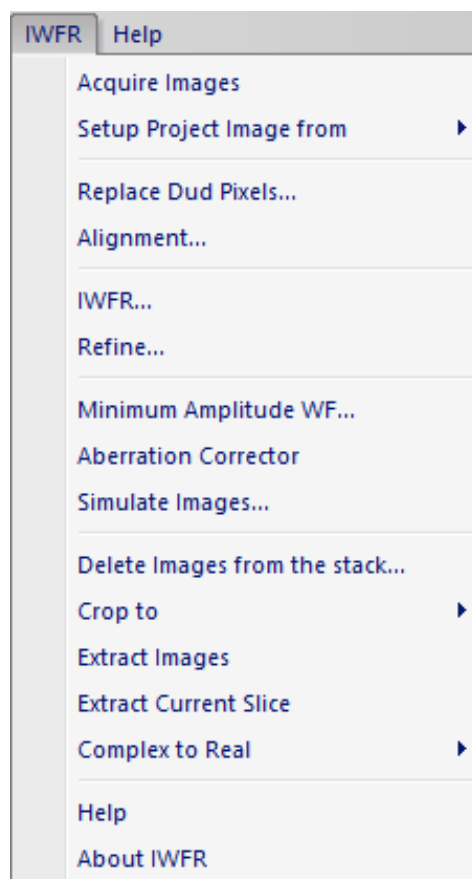 IWFR Help
Acquire Images
Setup Project Image from
Replace Dud Pixels...
Alignment...
IWFR...
Refine...
Minimum Amplitude WF...
Aberration Corrector
Simulate Images...
Delete Images from the stack...
Crop to
Extract Images
Extract Current Slice
Complex to Real
Help
About IWFR